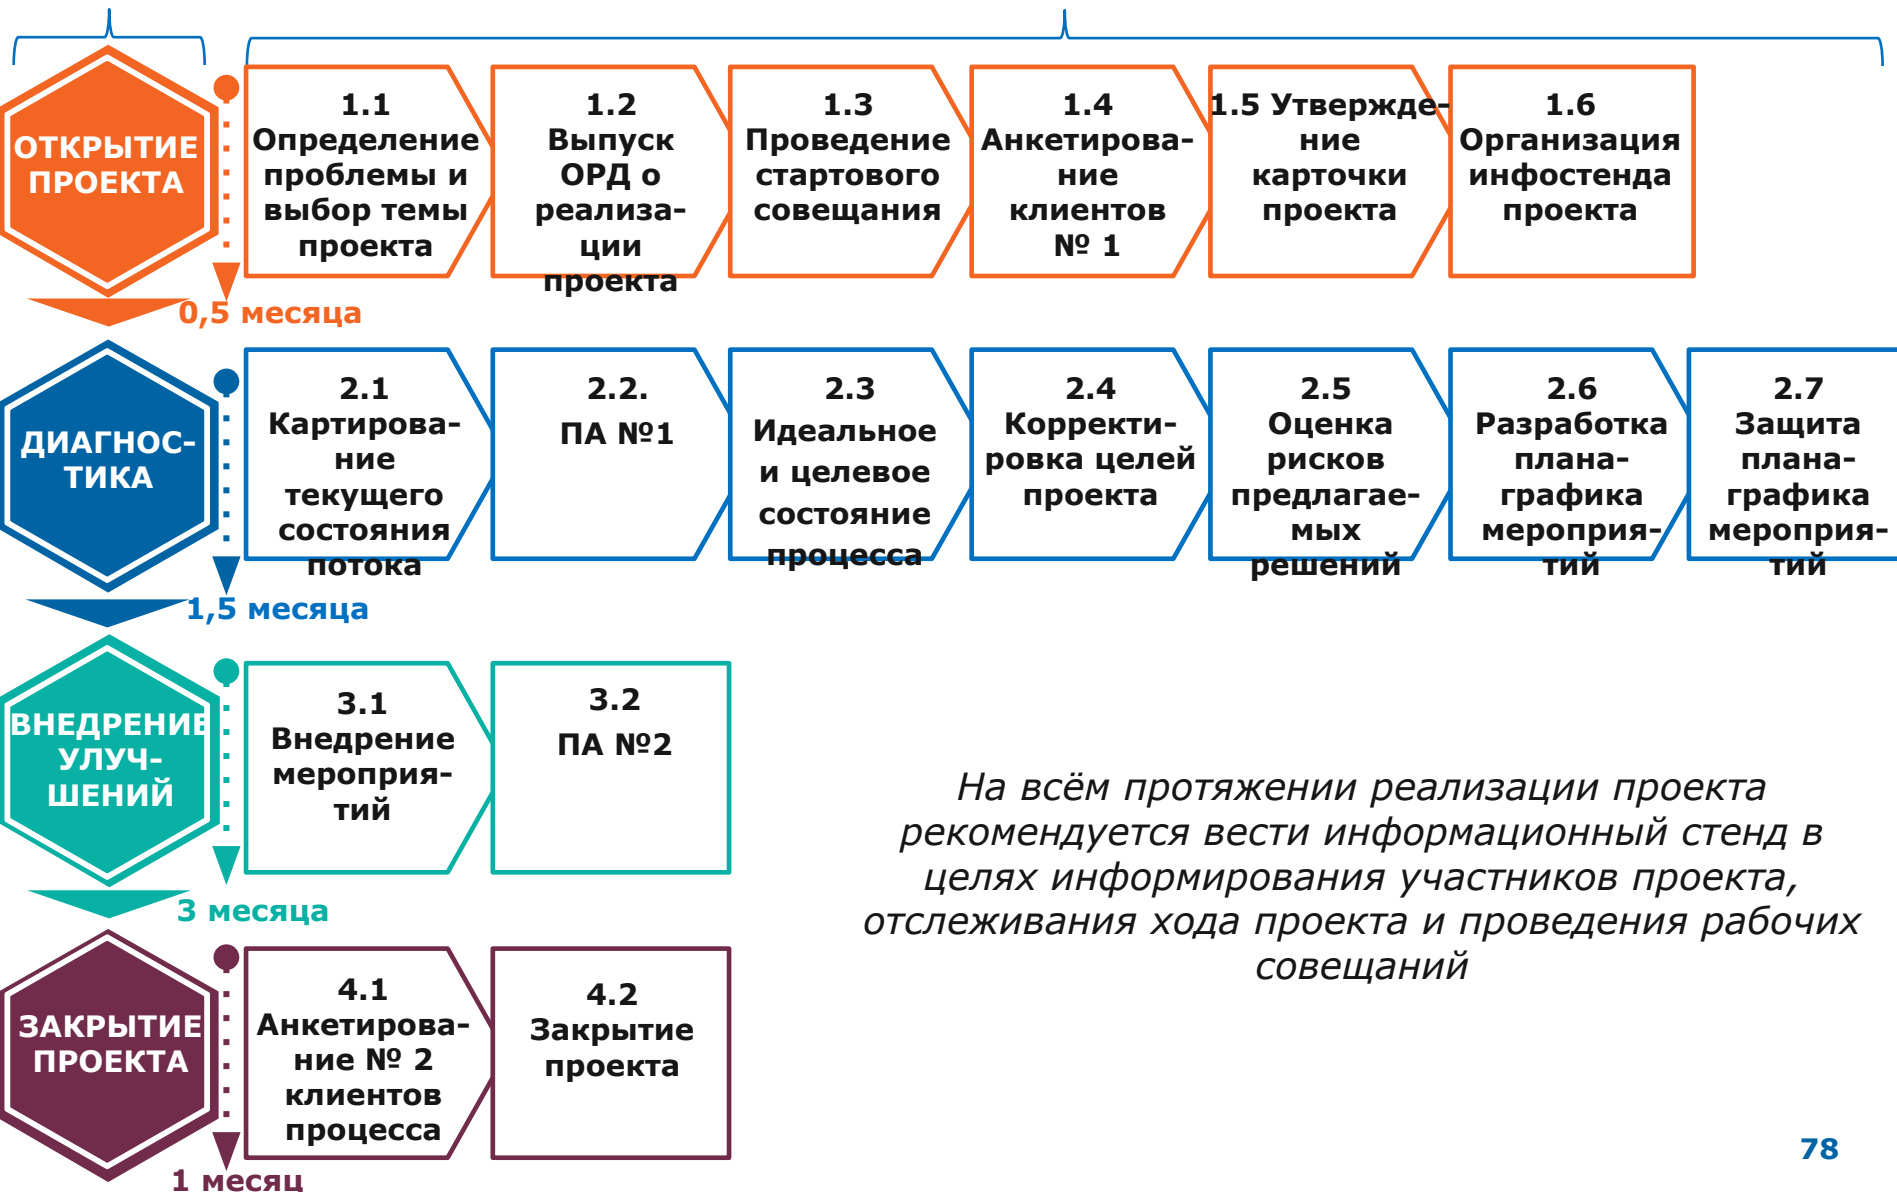 ОТКРЫТИЕ
ПРОЕКТА
1.1
Определение
проблемы и
выбор темы
проекта
1.2
Выпуск
ОРД о
реализа-
ции
проекта
1.3
Проведение
стартового
совещания
1.4
Анкетирова-
ние
клиентов
№ 1
1.5 Утвержде-
ние
карточки
проекта
1.6
Организация
инфостенда
проекта
0,5 месяца
ДИАГНОС-
ТИКА
2.1
Картирова-
ние
текущего
состояния
потока
2.2.
ПА №1
2.3
Идеальное
и целевое
состояние
процесса
2.4
Корректи-
ровка целей
проекта
2.5
Оценка
рисков
предлагае-
мых
решений
2.6
Разработка
плана-
графика
мероприя-
тий
2.7
Защита
плана-
графика
мероприя-
тий
1,5 месяца
ВНЕДРЕНИЕ
УЛУЧ-
ШЕНИЙ
3.1
Внедрение
мероприя-
тий
3.2
ПА №2
3 месяца
На всём протяжении реализации проекта
рекомендуется вести информационный стенд в
целях информирования участников проекта,
отслеживания хода проекта и проведения рабочих
совещаний
ЗАКРЫТИЕ
ПРОЕКТА
4.1
Анкетирова-
ние № 2
клиентов
процесса
4.2
Закрытие
проекта
1 месяц
78